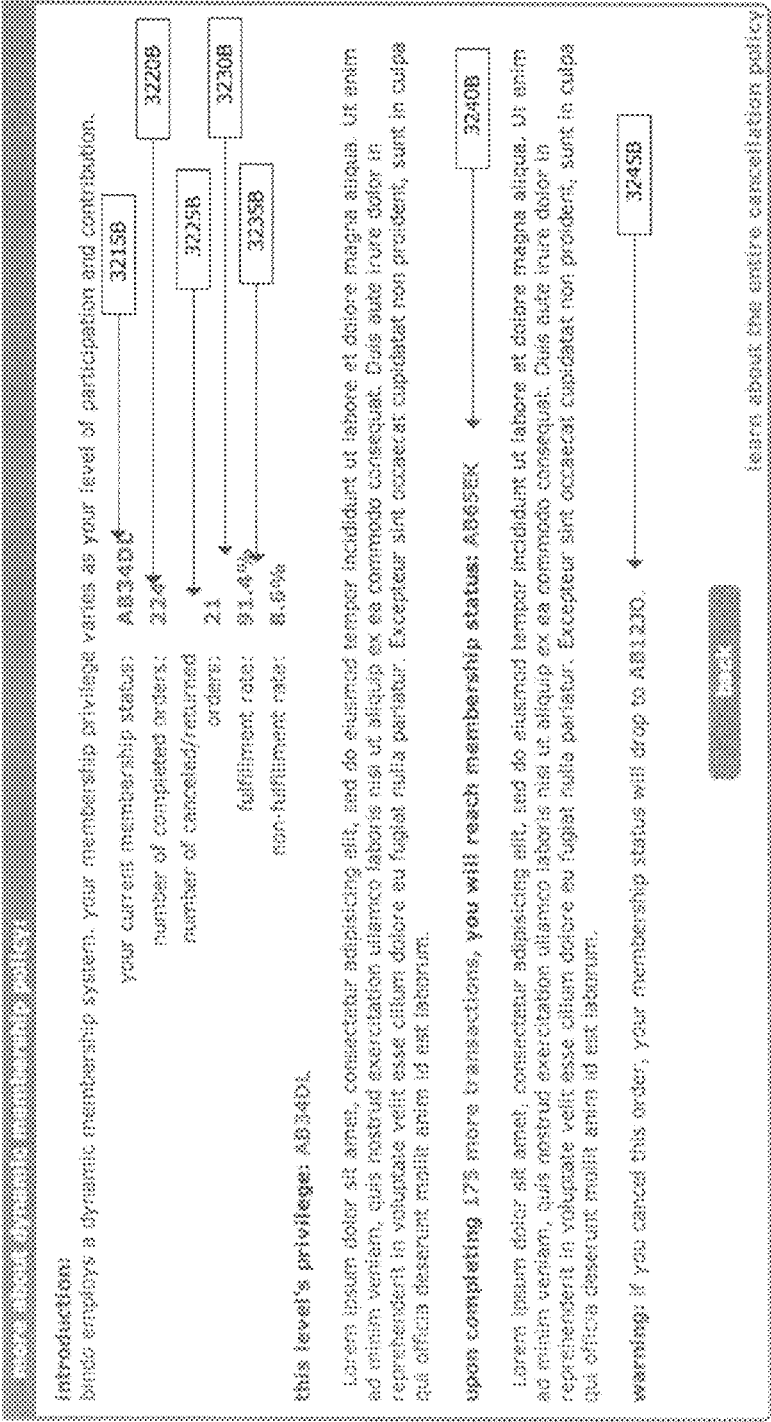 more about dynamic membership policy
introduction:
bindo employs a dynamic membership system. your membership privilege varies as your level of participation and contribution.
your current membership status: AB34DD
3215B
number of completed orders: 224
3220B
number of canceled/returned
orders: 21
3225B
fulfillment rate: 91.4%
3230B
non-fulfillment rate: 8.6%
3235B
this level's privilege: AB34DL
Lorem ipsum dolor sit amet, consectetur adipisicing elit, sed do eiusmod tempor incididunt ut labore et dolore magna aliqua. Ut enim
ad minim veniam, quis nostrud exercitation ullamco laboris nisi ut aliquip ex ea commodo consequat. Duis aute irure dolor in
reprehenderit in voluptate velit esse cillum dolore eu fugiat nulla pariatur. Excepteur sint occaecat cupidatat non proident, sunt in culpa
qui officia deserunt mollit anim id est laborum.
upon completing 175 more transactions, you will reach membership status: AB65EK
3240B
Lorem ipsum dolor sit amet, consectetur adipisicing elit, sed do eiusmod tempor incididunt ut labore et dolore magna aliqua. Ut enim
ad minim veniam, quis nostrud exercitation ullamco laboris nisi ut aliquip ex ea commodo consequat. Duis aute irure dolor in
reprehenderit in voluptate velit esse cillum dolore eu fugiat nulla pariatur. Excepteur sint occaecat cupidatat non proident, sunt in culpa
qui officia deserunt mollit anim id est laborum.
warning: if you cancel this order, your membership status will drop to AB12JO.
3245B
back
learn about the entire cancellation policy